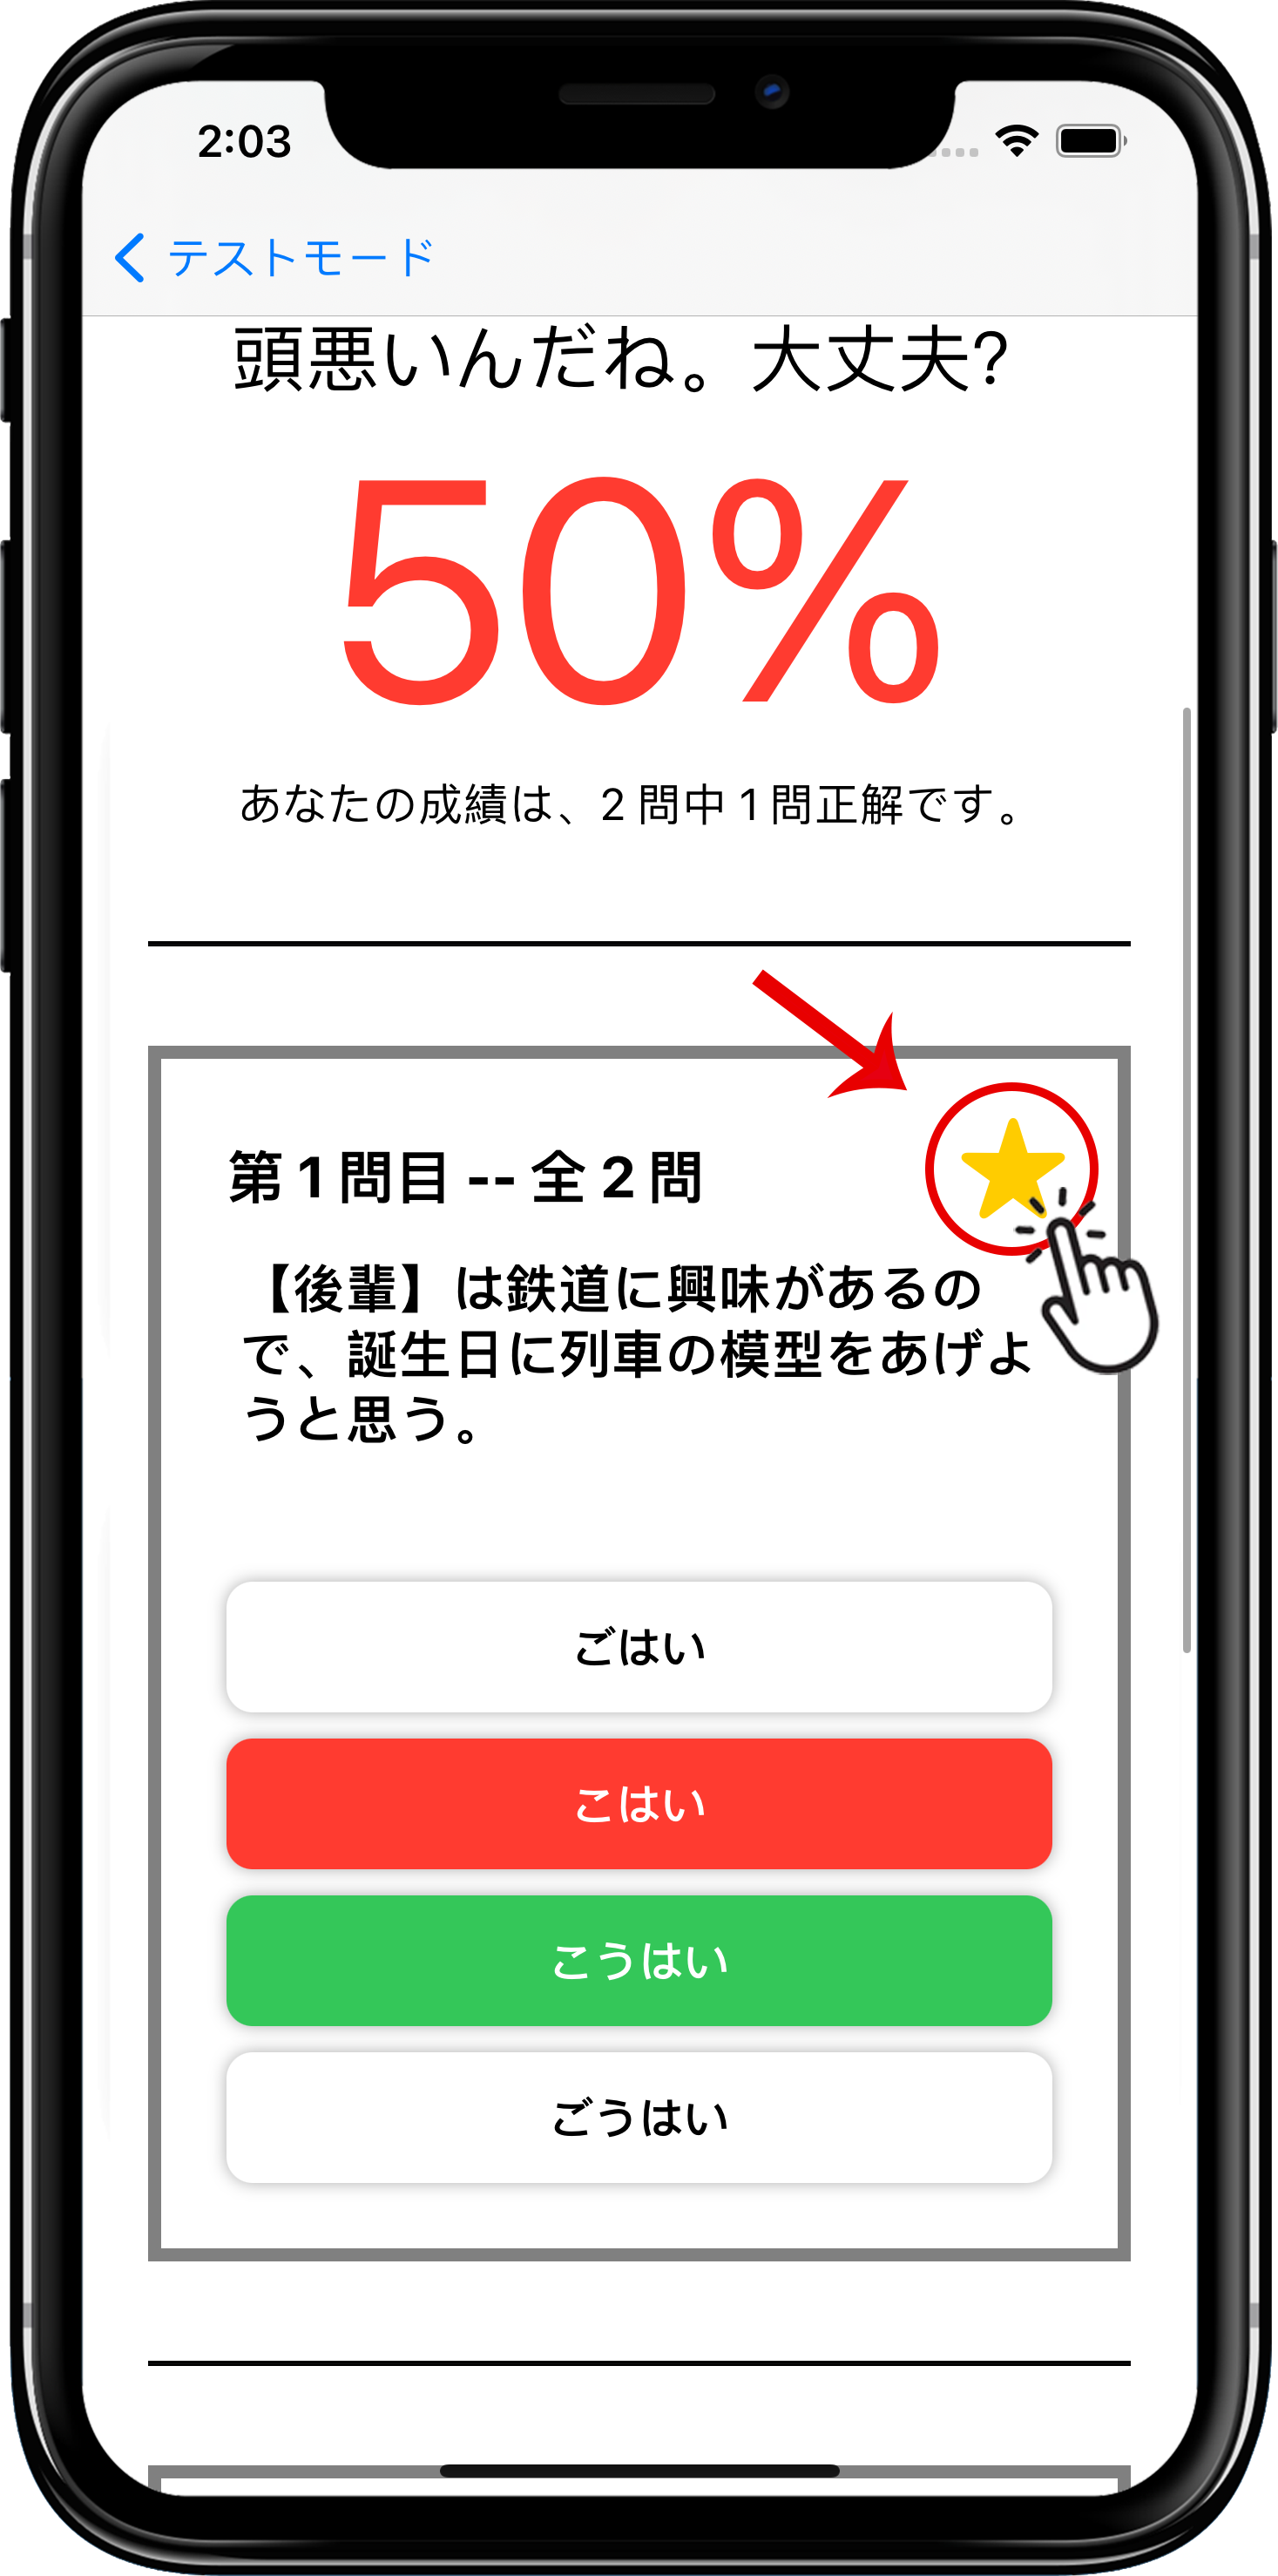 2:03
テストモード
頭悪いんだね。大丈夫?
50%
あなたの成績は、2 問中 1 問正解です。
第 1 問目 -- 全 2 問
【後輩】は鉄道に興味があるの
で、誕生日に列車の模型をあげよ
うと思う。
ごはい
こはい
こうはい
ごうはい